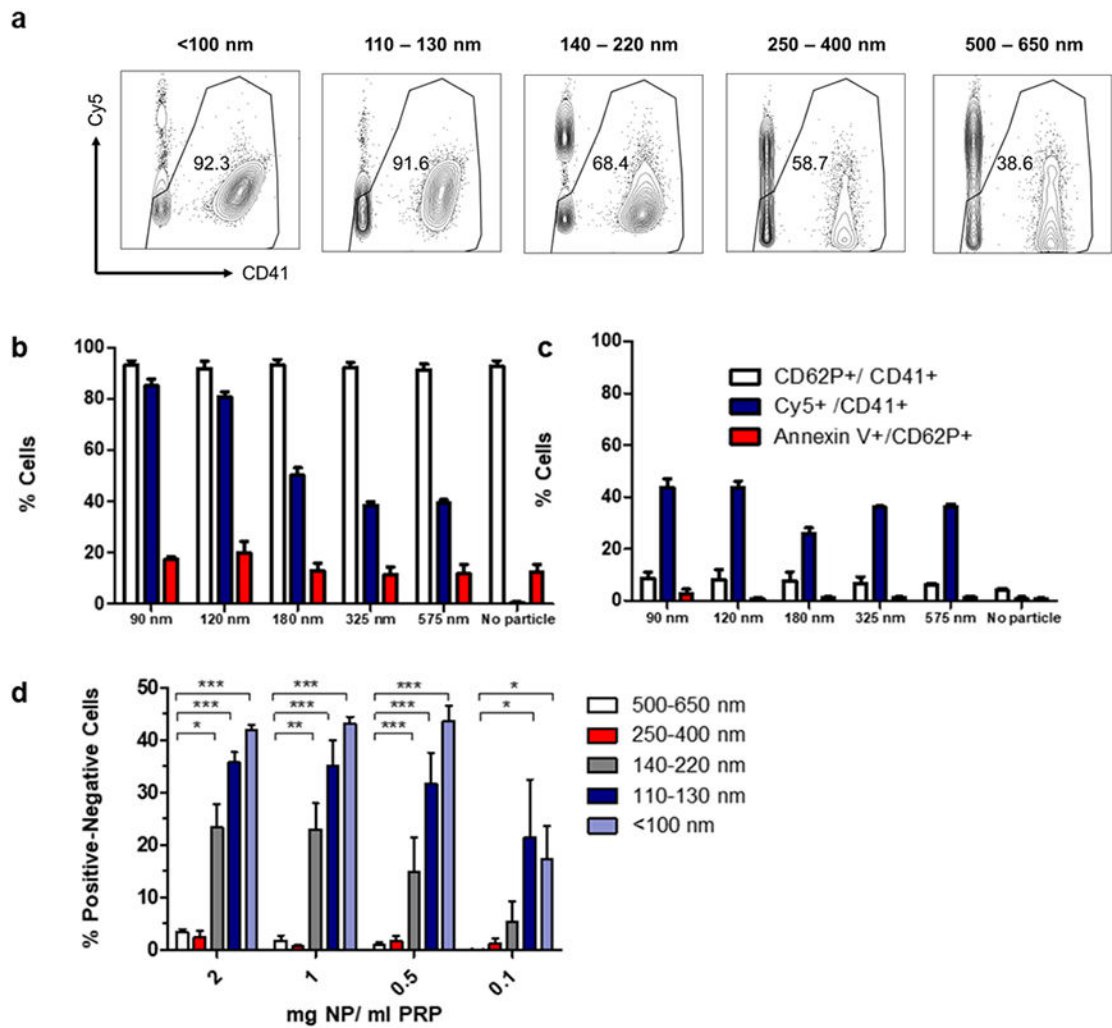 a
<100 nm 110 – 130 nm 140 – 220 nm 250 – 400 nm 500 – 650 nm
Cy5
92.3 91.6 68.4 58.7 38.6
CD41
b
100
80
60
40
20
0
% Cells
90 nm 120 nm 180 nm 325 nm 575 nm No particle
c
100
80
60
40
20
0
% Cells
CD62P+/ CD41+
Cy5+ /CD41+
Annexin V+/CD62P+
90 nm 120 nm 180 nm 325 nm 575 nm No particle
d
50
40
30
20
10
0
% Positive-Negative Cells
*** *** *** *
*** *** *** *
* ** ***
2 1 0.5 0.1
mg NP/ ml PRP
500-650 nm
250-400 nm
140-220 nm
110-130 nm
<100 nm